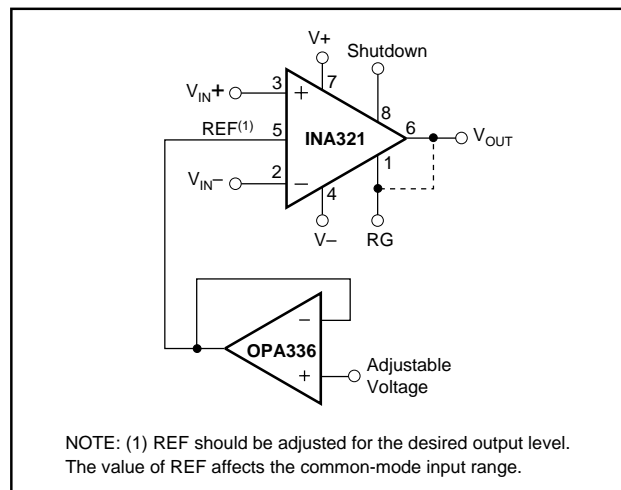 V+
Shutdown
7
VIN+
3
+
8
REF(1)
5
INA321
6
VOUT
1
VIN–
2
–
4
V–
RG
–
OPA336
+
Adjustable
Voltage
NOTE: (1) REF should be adjusted for the desired output level.
The value of REF affects the common-mode input range.